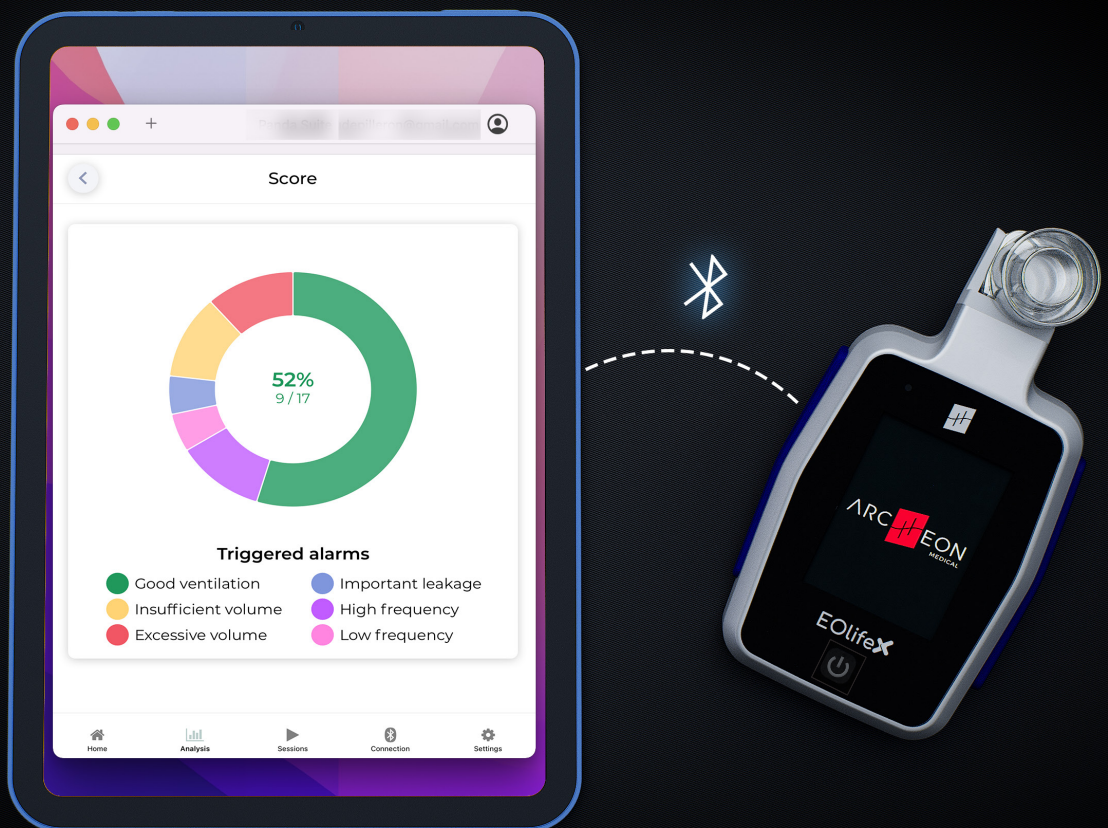 Score
52%
9 / 17
Triggered alarms
Good ventilation
Important leakage
Insufficient volume
High frequency
Excessive volume
Low frequency
Home
Analysis
Sessions
Connection
Settings
ARCHEON
MEDICAL
EOlifeX